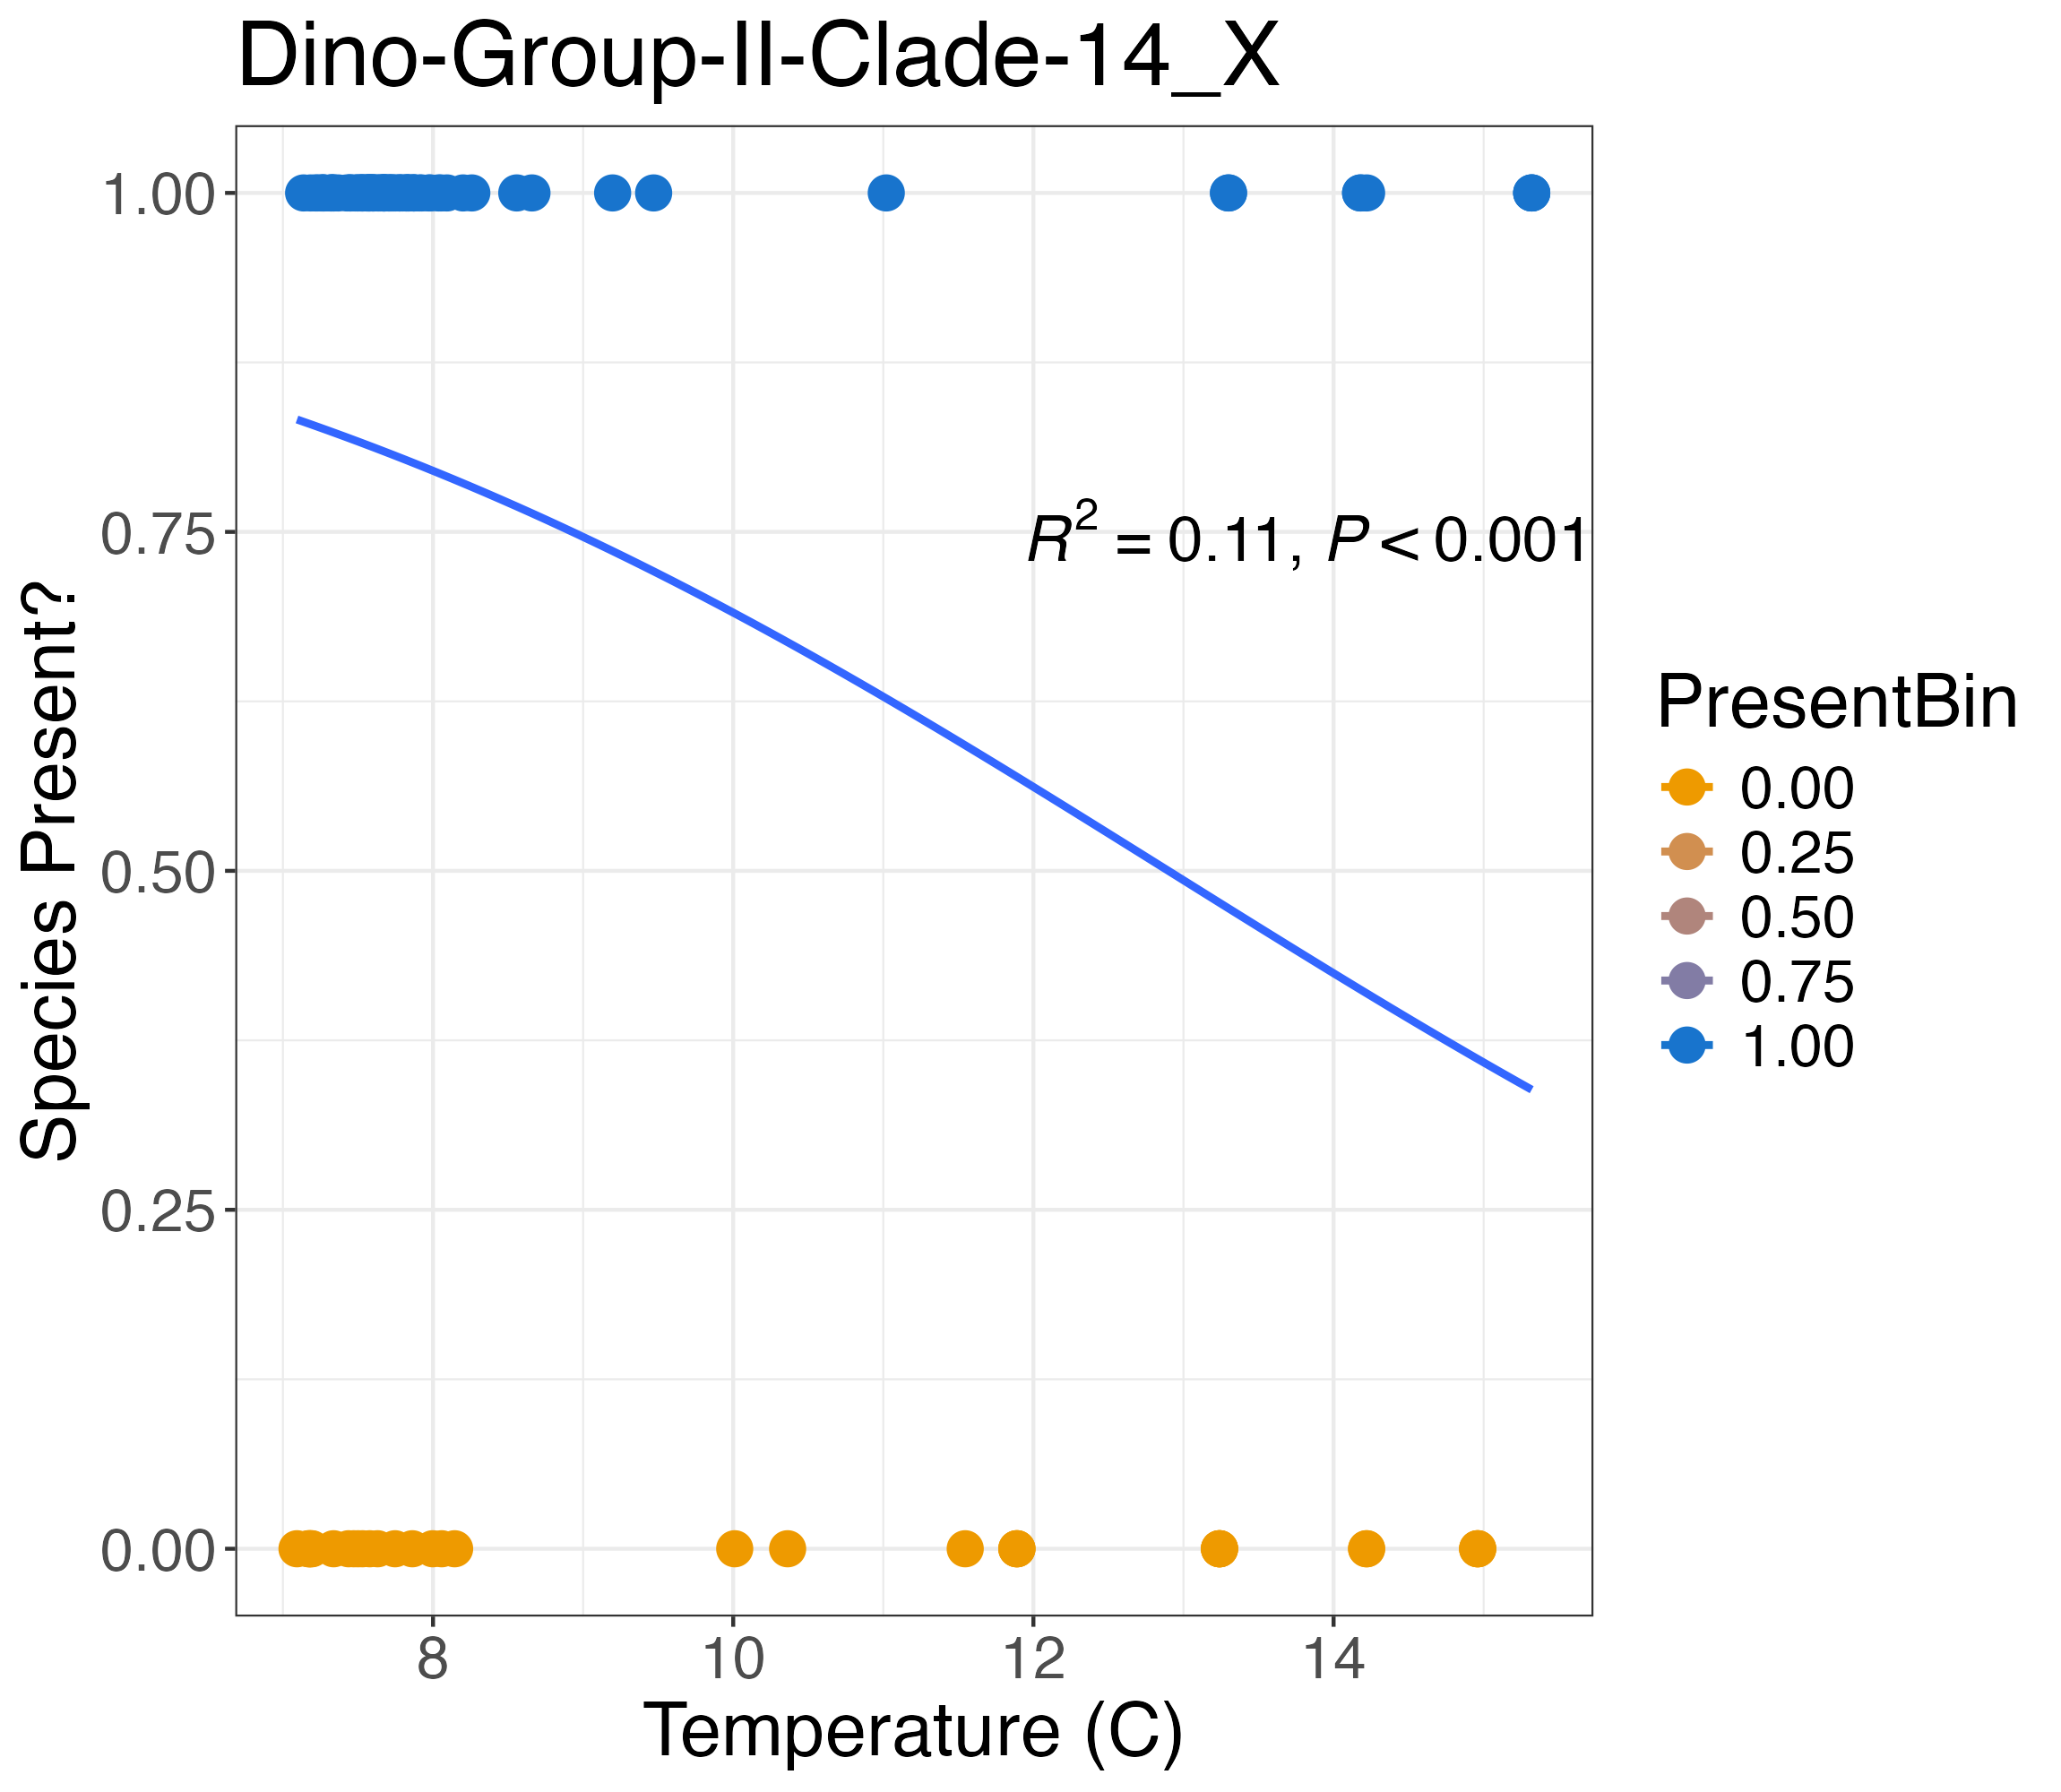 Dino-Group-II-Clade-14_X
Species Present?
1.00
0.75
0.50
0.25
0.00
R² = 0.11, P < 0.001
8 10 12 14
Temperature (C)
PresentBin
0.00
0.25
0.50
0.75
1.00